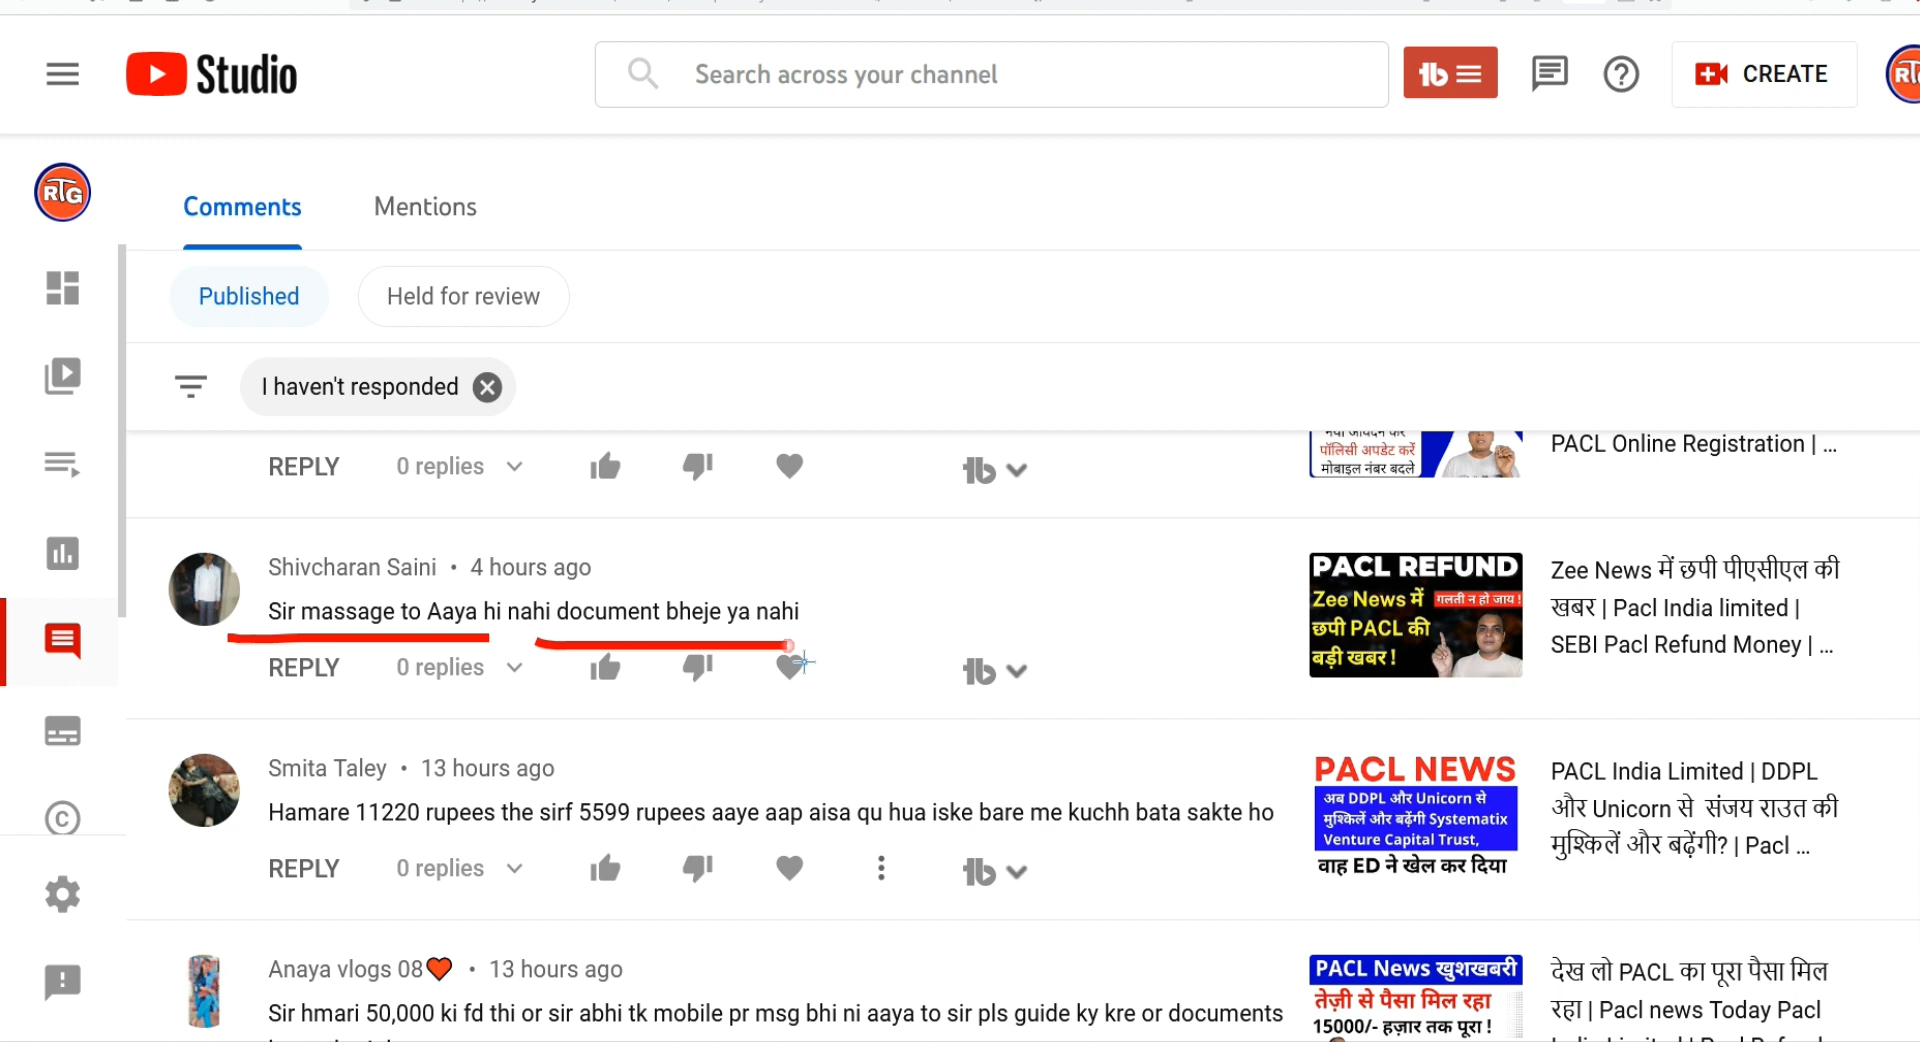 Studio
Search across your channel
CREATE
RTG
Comments
Mentions
Published
Held for review
I haven't responded
पॉलिसी अपडेट करें
मोबाइल नंबर बदले
PACL Online Registration | ...
REPLY
0 replies
Shivcharan Saini • 4 hours ago
Sir massage to Aaya hi nahi document bheje ya nahi
REPLY
0 replies
PACL REFUND
Zee News में
गलती न हो जाय !
छपी PACL की
बड़ी खबर !
Zee News में छपी पीएसीएल की
खबर | Pacl India limited |
SEBI Pacl Refund Money | ...
Smita Taley • 13 hours ago
Hamare 11220 rupees the sirf 5599 rupees aaye aap aisa qu hua iske bare me kuchh bata sakte ho
REPLY
0 replies
PACL NEWS
अब DDPL और Unicorn से
मुश्किलें और बढ़ेंगी Systematix
Venture Capital Trust,
वाह ED ने खेल कर दिया
PACL India Limited | DDPL
और Unicorn से संजय राउत की
मुश्किलें और बढ़ेंगी? | Pacl ...
Anaya vlogs 08❤️ • 13 hours ago
Sir hmari 50,000 ki fd thi or sir abhi tk mobile pr msg bhi ni aaya to sir pls guide ky kre or documents
PACL News खुशखबरी
तेज़ी से पैसा मिल रहा
15000/- हज़ार तक पूरा !
देख लो PACL का पूरा पैसा मिल
रहा | Pacl news Today Pacl